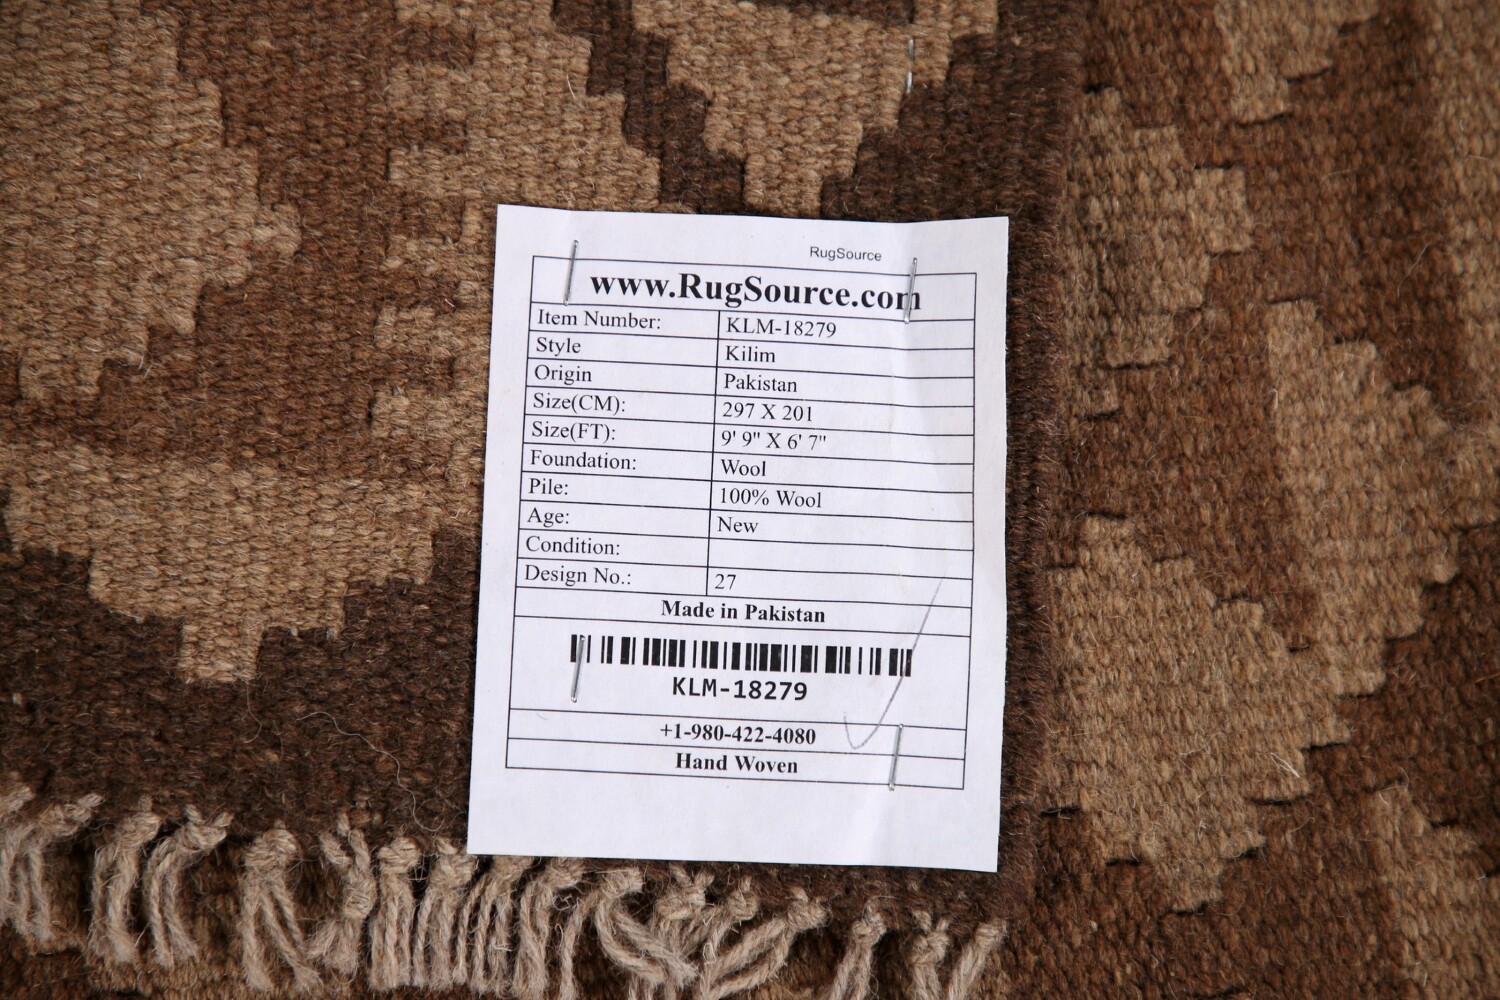 RugSource
www.RugSource.com
Item Number: KLM-18279
Style Kilim
Origin Pakistan
Size(CM): 297 X 201
Size(FT): 9' 9" X 6' 7"
Foundation: Wool
Pile: 100% Wool
Age: New
Condition:
Design No.: 27
Made in Pakistan
KLM-18279
+1-980-422-4080
Hand Woven